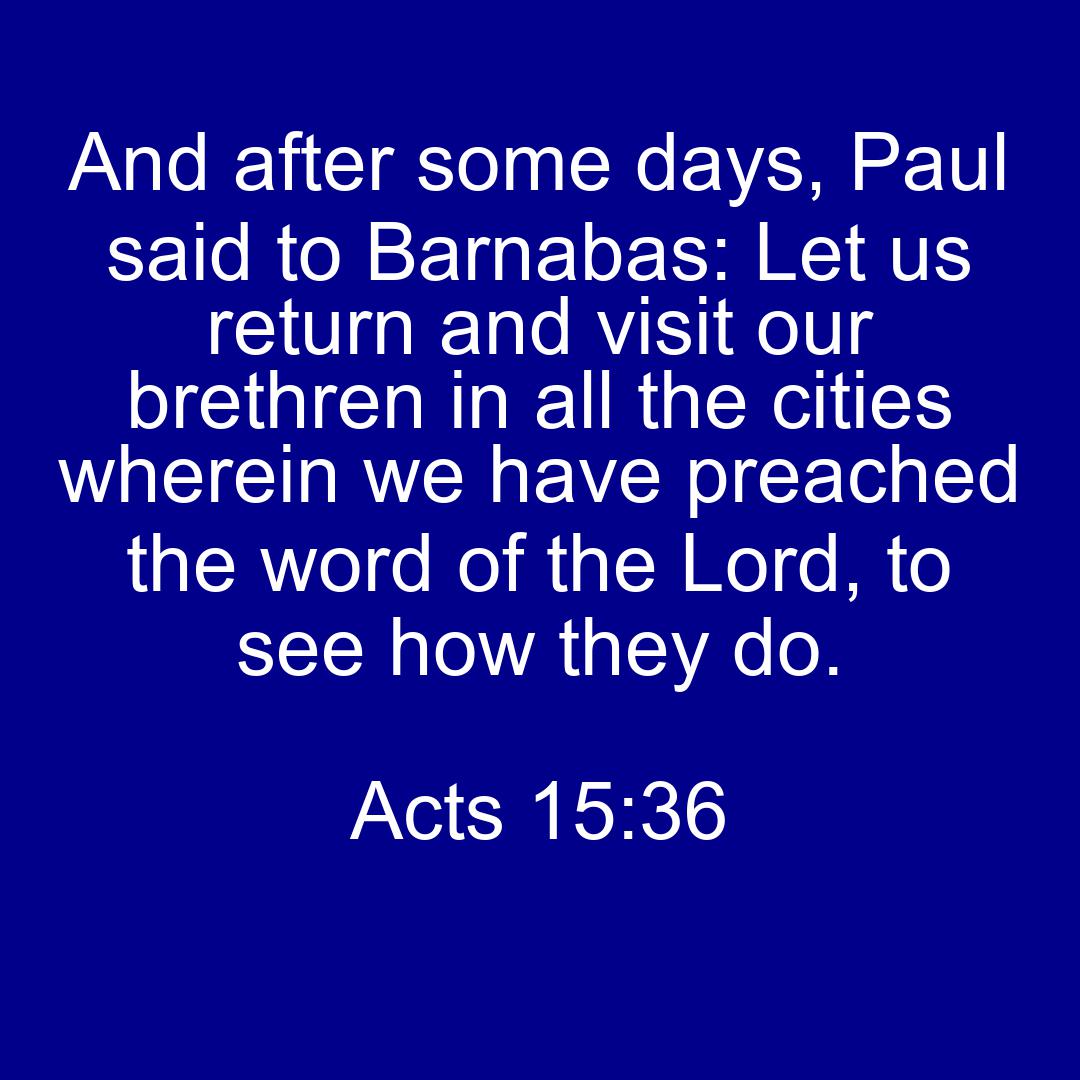 And after some days, Paul
said to Barnabas: Let us
return and visit our
brethren in all the cities
wherein we have preached
the word of the Lord, to
see how they do.
Acts 15:36